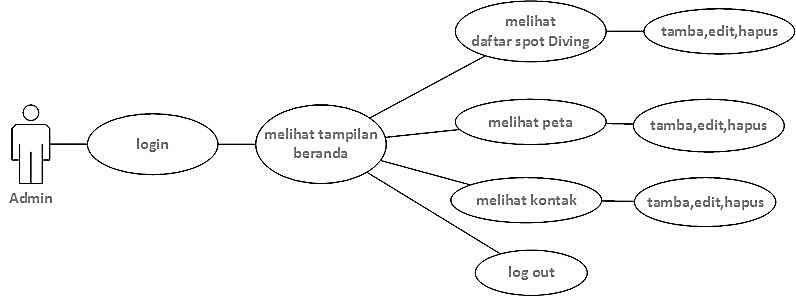 melihat
daftar spot Diving
tamba,edit,hapus
melihat peta
tamba,edit,hapus
login
melihat tampilan
beranda
Admin
melihat kontak
tamba,edit,hapus
log out